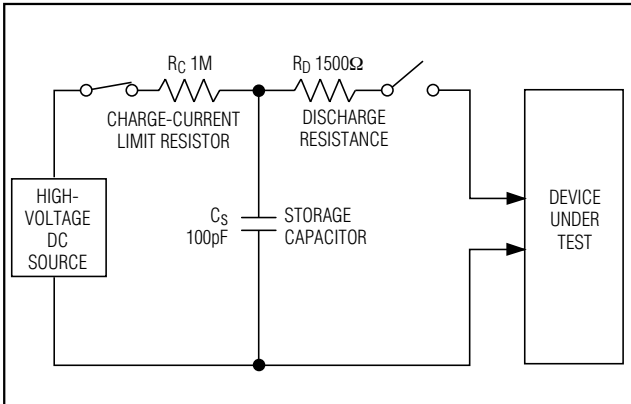 R_C 1M
CHARGE-CURRENT
LIMIT RESISTOR
R_D 1500Ω
DISCHARGE
RESISTANCE
HIGH-
VOLTAGE
DC
SOURCE
C_S
100pF
STORAGE
CAPACITOR
DEVICE
UNDER
TEST